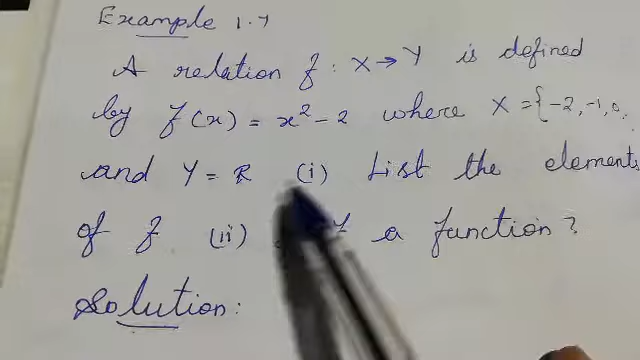 Example 1.7
A relation f : X → Y is defined
by f(x) = x² - 2 where X = {-2, -1, 0,
and Y = R (i) List the elements
of f (ii) a function?
Solution: